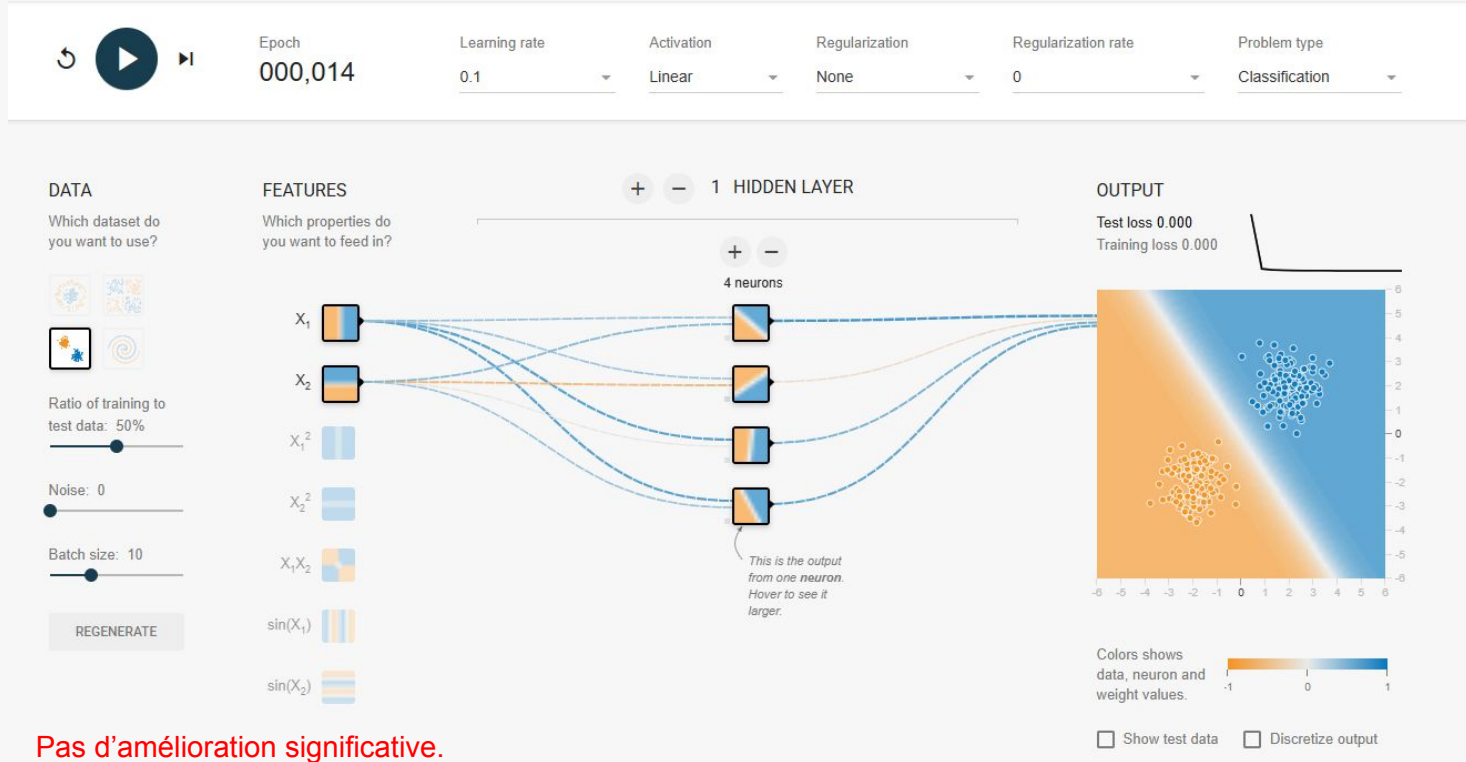 Epoch
000,014
Learning rate
0.1
Activation
Linear
Regularization
None
Regularization rate
0
Problem type
Classification
DATA
Which dataset do
you want to use?
Ratio of training to
test data: 50%
Noise: 0
Batch size: 10
REGENERATE
FEATURES
Which properties do
you want to feed in?
X1
X2
X1²
X2²
X1X2
sin(X1)
sin(X2)
+ − 1 HIDDEN LAYER
+ −
4 neurons
This is the output
from one neuron.
Hover to see it
larger.
OUTPUT
Test loss 0.000
Training loss 0.000
6
5
4
3
2
1
0
-1
-2
-3
-4
-5
-6
-6 -5 -4 -3 -2 -1 0 1 2 3 4 5 6
Colors shows
data, neuron and
weight values.
-1 0 1
Show test data
Discretize output
Pas d’amélioration significative.